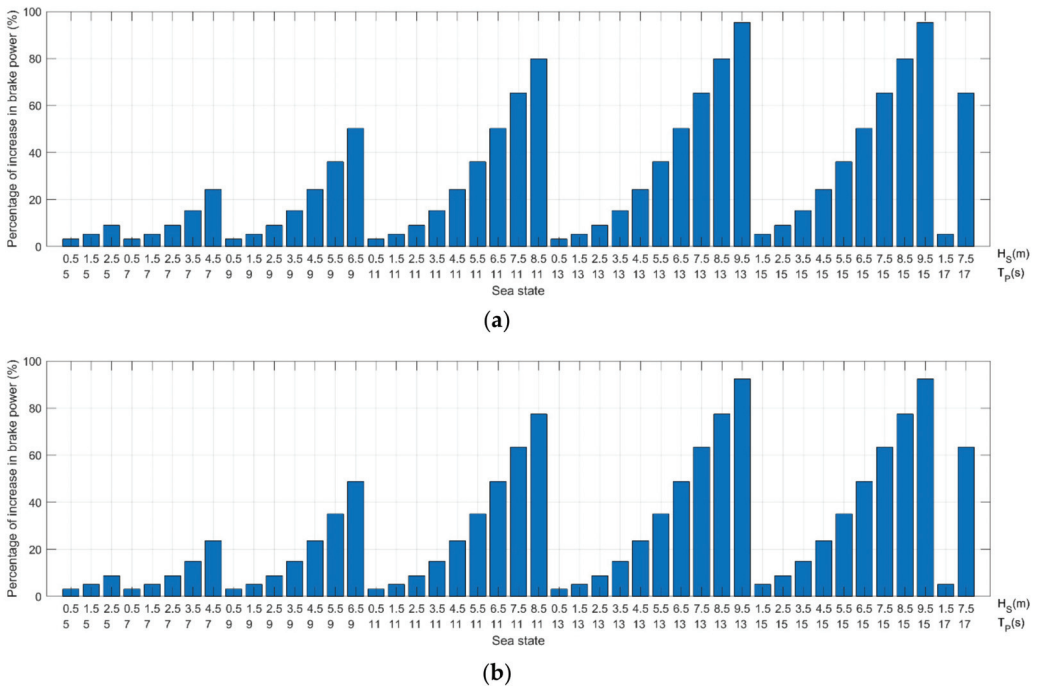 Percentage of increase in brake power (%)
100
80
60
40
20
0
0.5 1.5 2.5 0.5 1.5 2.5 3.5 4.5 0.5 1.5 2.5 3.5 4.5 5.5 6.5 0.5 1.5 2.5 3.5 4.5 5.5 6.5 7.5 8.5 0.5 1.5 2.5 3.5 4.5 5.5 6.5 7.5 8.5 9.5 1.5 2.5 3.5 4.5 5.5 6.5 7.5 8.5 9.5 1.5 7.5 H_S(m)
5 5 5 7 7 7 7 7 9 9 9 9 9 9 9 11 11 11 11 11 11 11 11 11 13 13 13 13 13 13 13 13 13 13 15 15 15 15 15 15 15 15 15 17 17 T_P(s)
Sea state
(a)
Percentage of increase in brake power (%)
100
80
60
40
20
0
0.5 1.5 2.5 0.5 1.5 2.5 3.5 4.5 0.5 1.5 2.5 3.5 4.5 5.5 6.5 0.5 1.5 2.5 3.5 4.5 5.5 6.5 7.5 8.5 0.5 1.5 2.5 3.5 4.5 5.5 6.5 7.5 8.5 9.5 1.5 2.5 3.5 4.5 5.5 6.5 7.5 8.5 9.5 1.5 7.5 H_S(m)
5 5 5 7 7 7 7 7 9 9 9 9 9 9 9 11 11 11 11 11 11 11 11 11 13 13 13 13 13 13 13 13 13 13 15 15 15 15 15 15 15 15 15 17 17 T_P(s)
Sea state
(b)